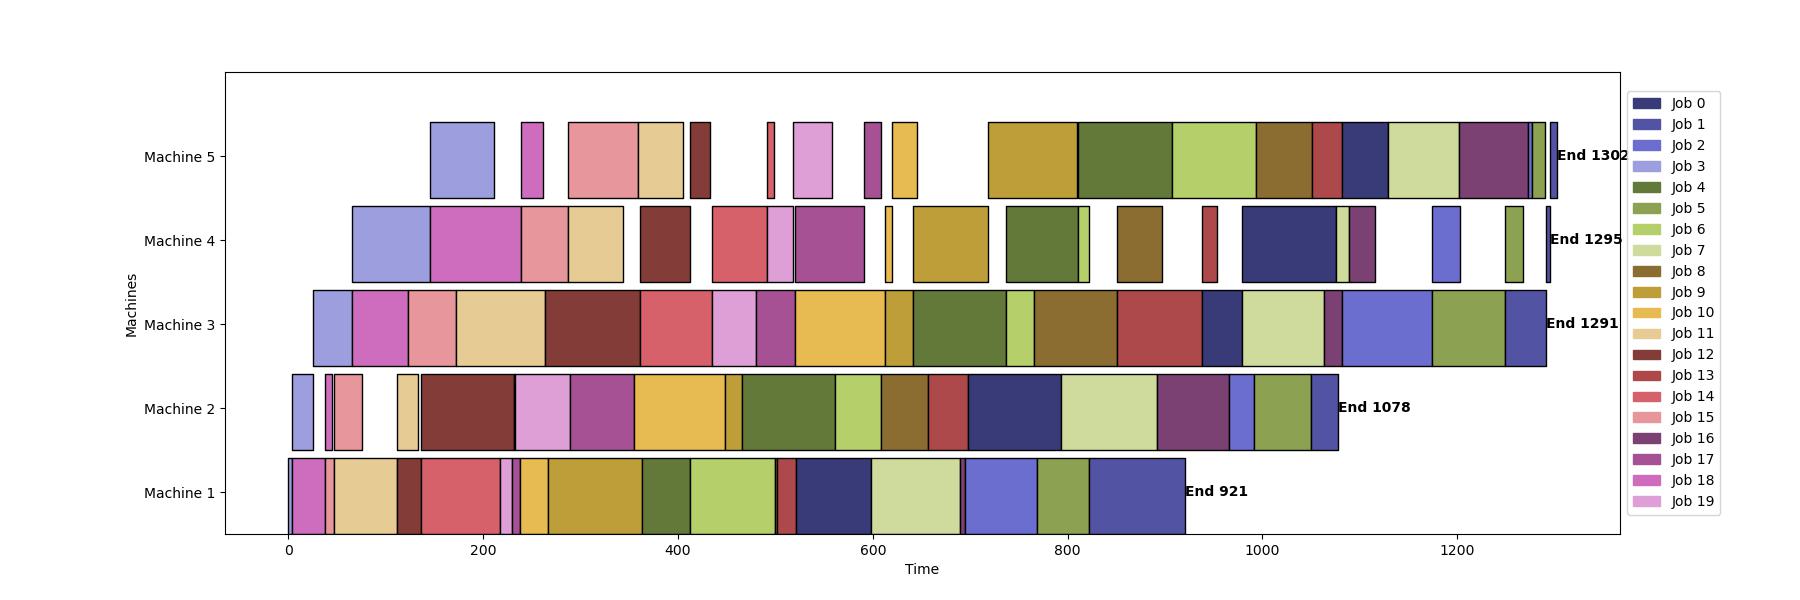 Machine 5
Machine 4
Machine 3
Machine 2
Machine 1
Machines
End 1302
End 1295
End 1291
End 1078
End 921
0 200 400 600 800 1000 1200
Time
Job 0
Job 1
Job 2
Job 3
Job 4
Job 5
Job 6
Job 7
Job 8
Job 9
Job 10
Job 11
Job 12
Job 13
Job 14
Job 15
Job 16
Job 17
Job 18
Job 19